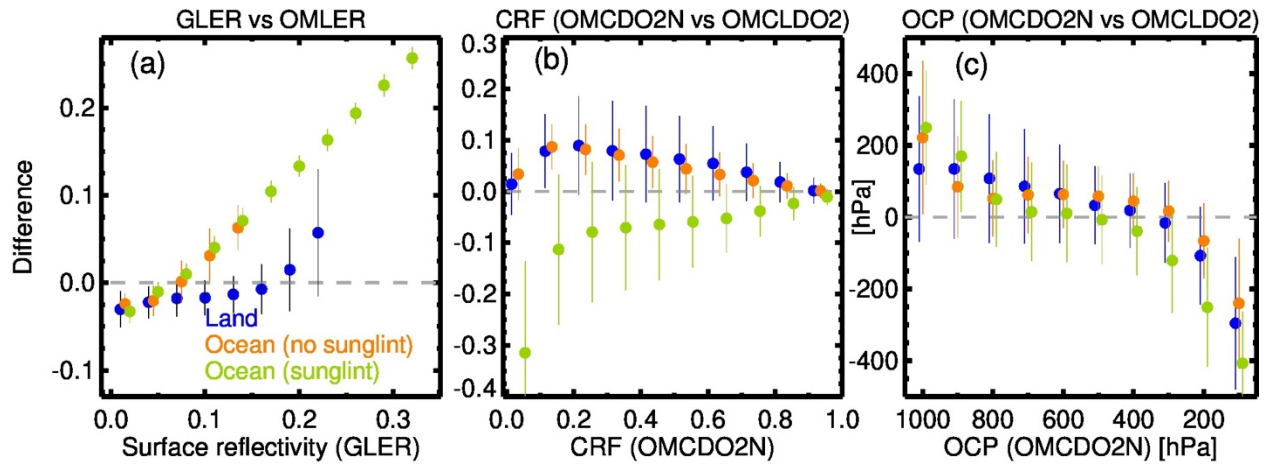 GLER vs OMLER
CRF (OMCDO2N vs OMCLDO2)
OCP (OMCDO2N vs OMCLDO2)
(a)
Difference
0.2
0.1
0.0
-0.1
Land
Ocean (no sunglint)
Ocean (sunglint)
0.0 0.1 0.2 0.3
Surface reflectivity (GLER)
(b)
0.3
0.2
0.1
0.0
-0.1
-0.2
-0.3
-0.4
0.0 0.2 0.4 0.6 0.8 1.0
CRF (OMCDO2N)
(c)
[hPa]
400
200
0
-200
-400
1000 800 600 400 200
OCP (OMCDO2N) [hPa]